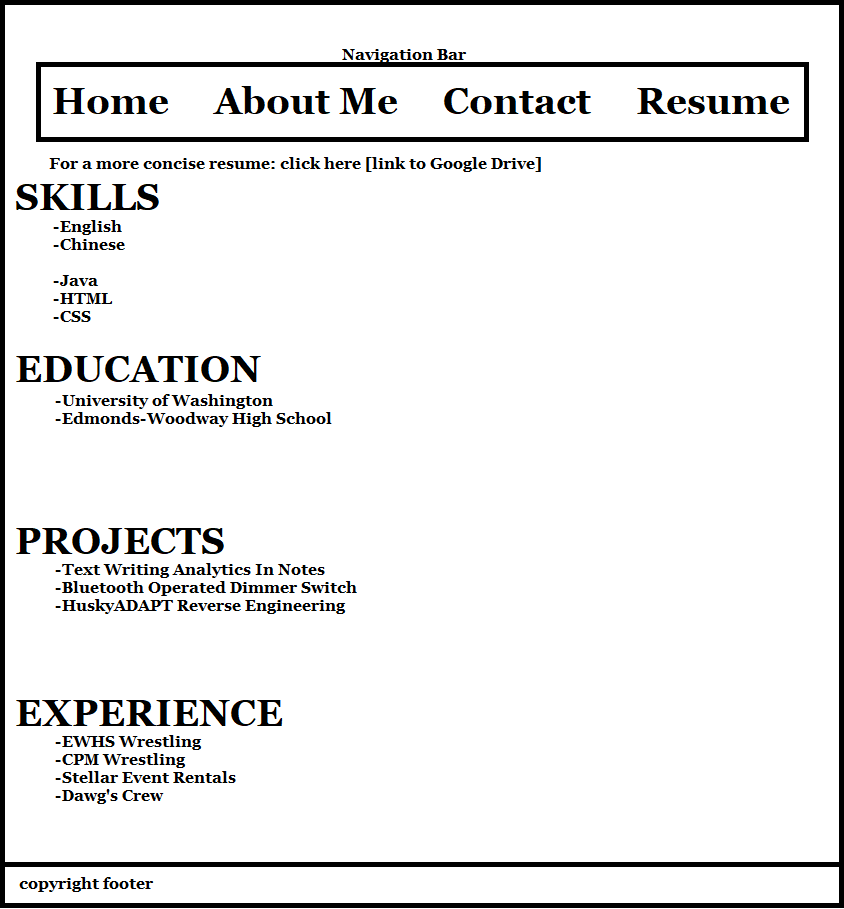 Navigation Bar
Home About Me Contact Resume
For a more concise resume: click here [link to Google Drive]
SKILLS
-English
-Chinese
-Java
-HTML
-CSS
EDUCATION
-University of Washington
-Edmonds-Woodway High School
PROJECTS
-Text Writing Analytics In Notes
-Bluetooth Operated Dimmer Switch
-HuskyADAPT Reverse Engineering
EXPERIENCE
-EWHS Wrestling
-CPM Wrestling
-Stellar Event Rentals
-Dawg's Crew
copyright footer